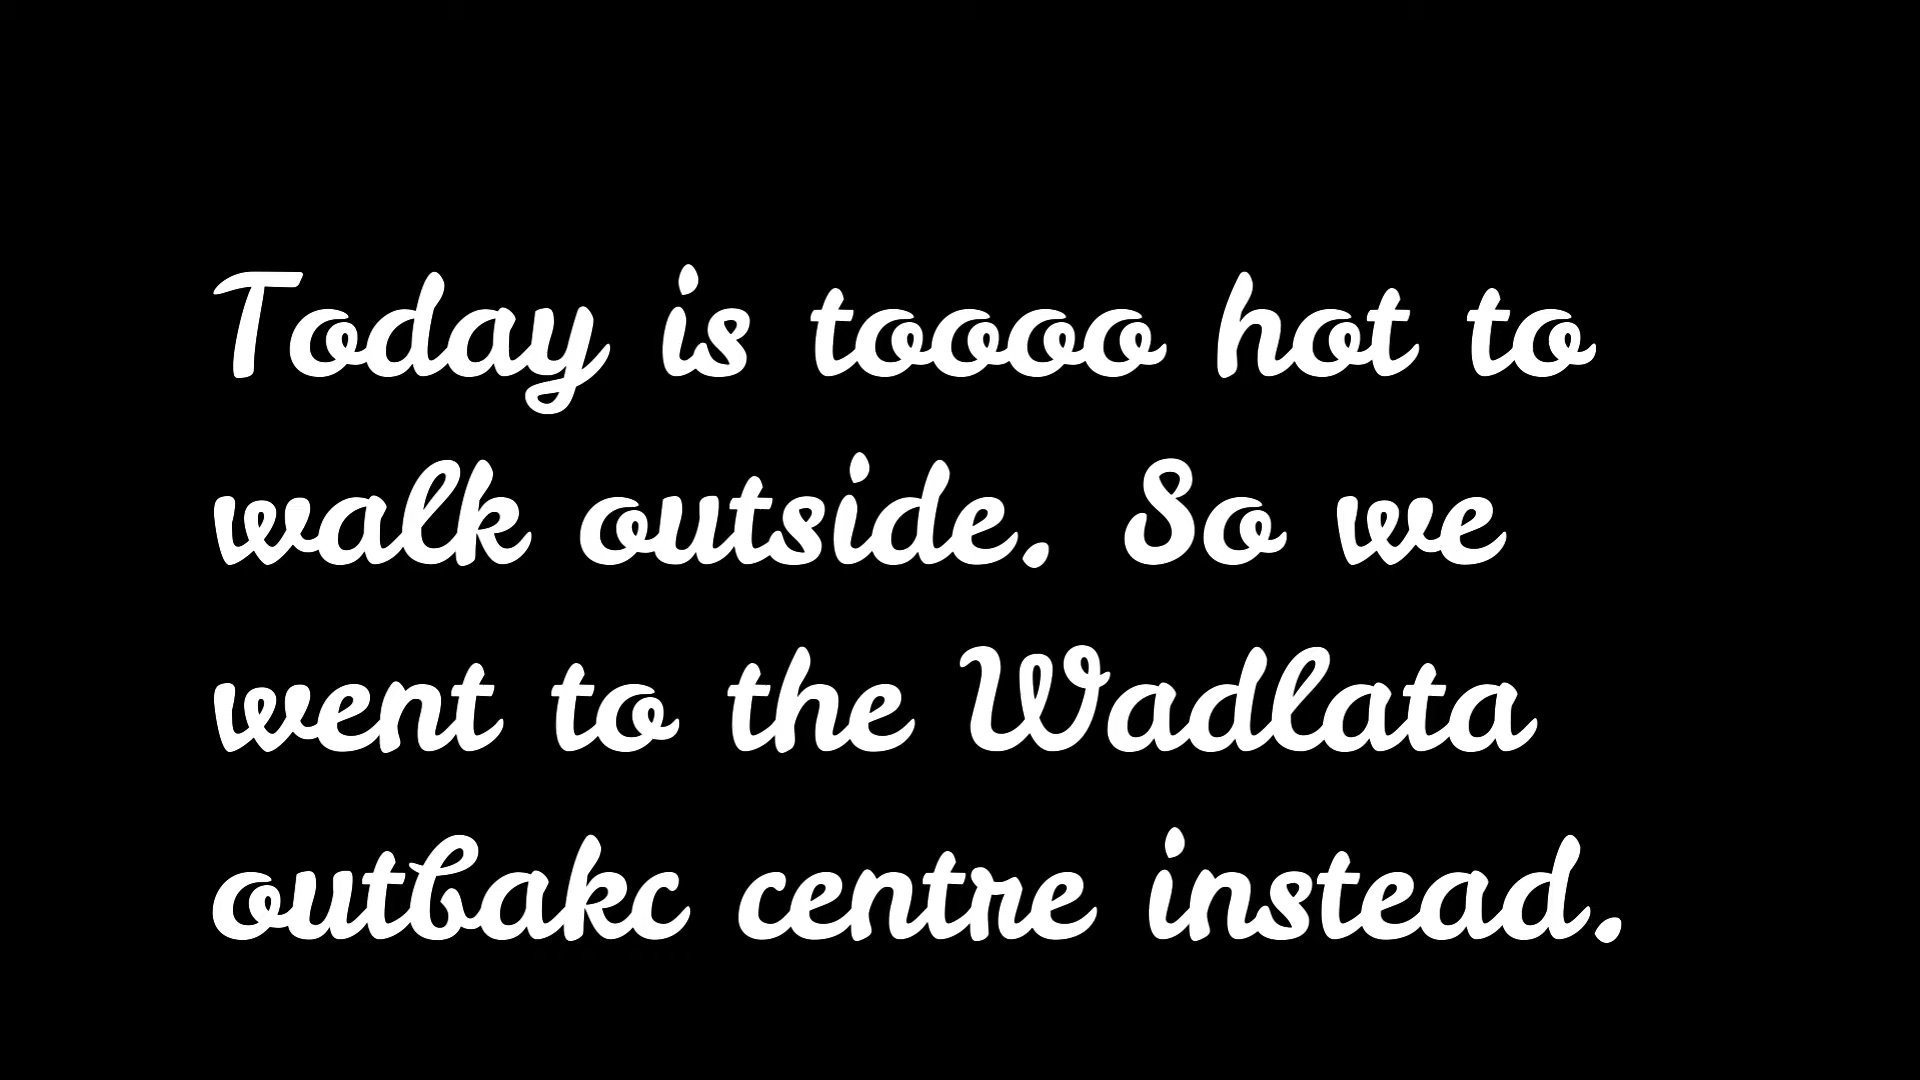 Today is toooo hot to
walk outside. So we
went to the Wadlata
outbakc centre instead.